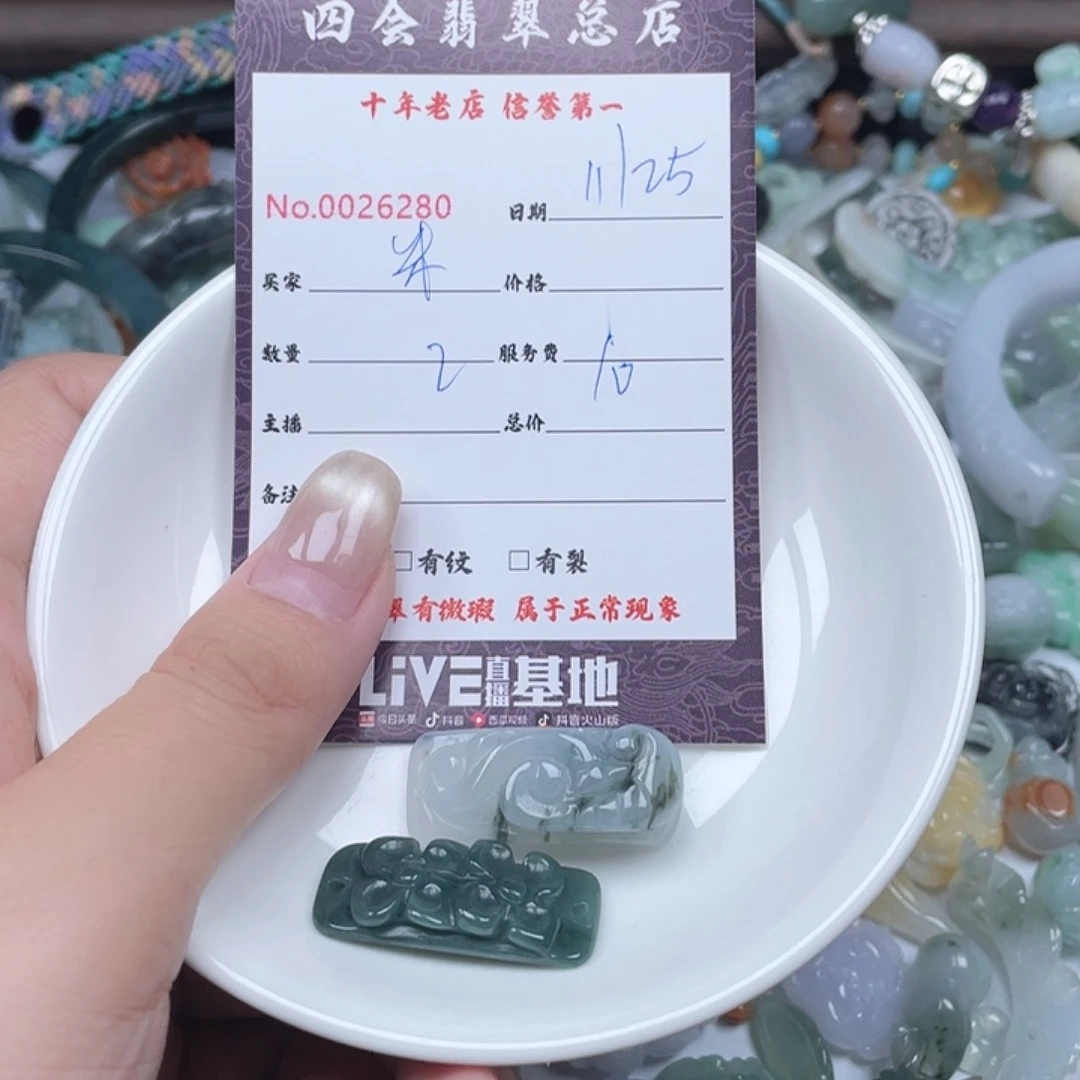 四会翡翠总店
十年老店 信誉第一
No.0026280 日期 11/25
买家 价格
数量 2 服务费
主播 总价
备注
□有纹 □有裂
翠有微瑕 属于正常现象
LiVE直播基地
今日头条 抖音 西瓜视频 抖音火山版